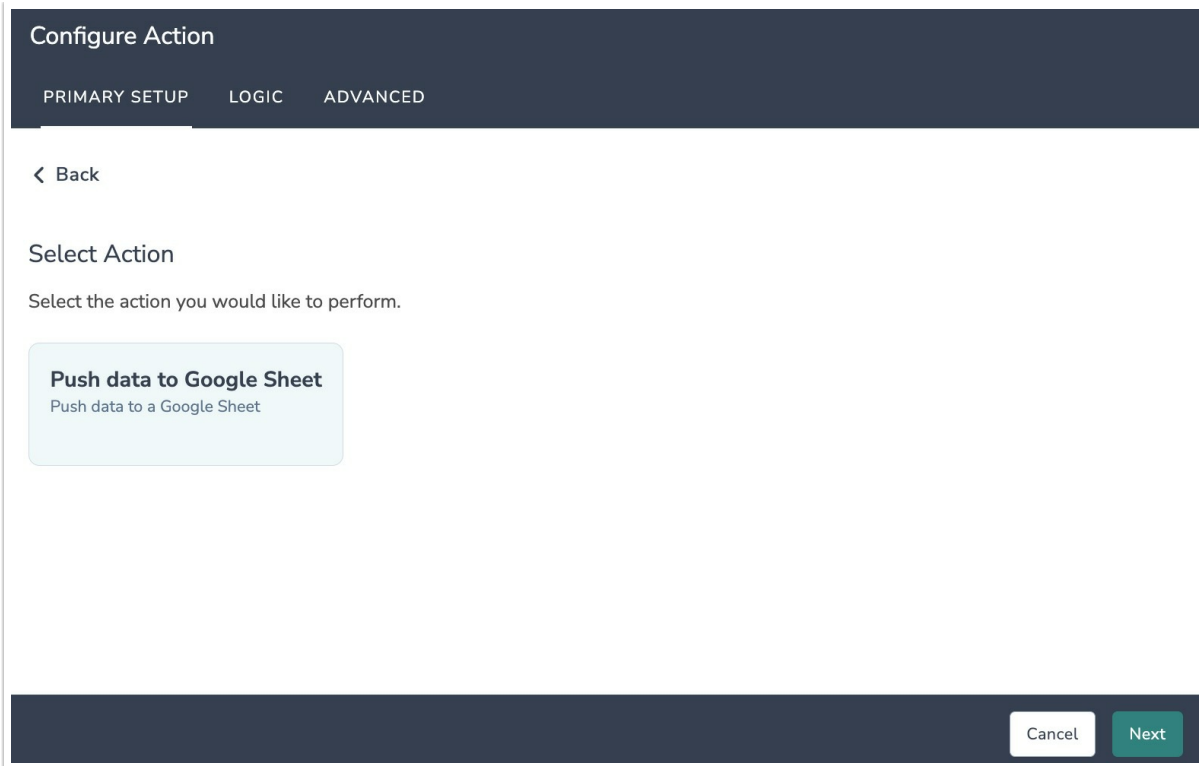 Configure Action
PRIMARY SETUP LOGIC ADVANCED
Back
Select Action
Select the action you would like to perform.
Push data to Google Sheet
Push data to a Google Sheet
Cancel Next